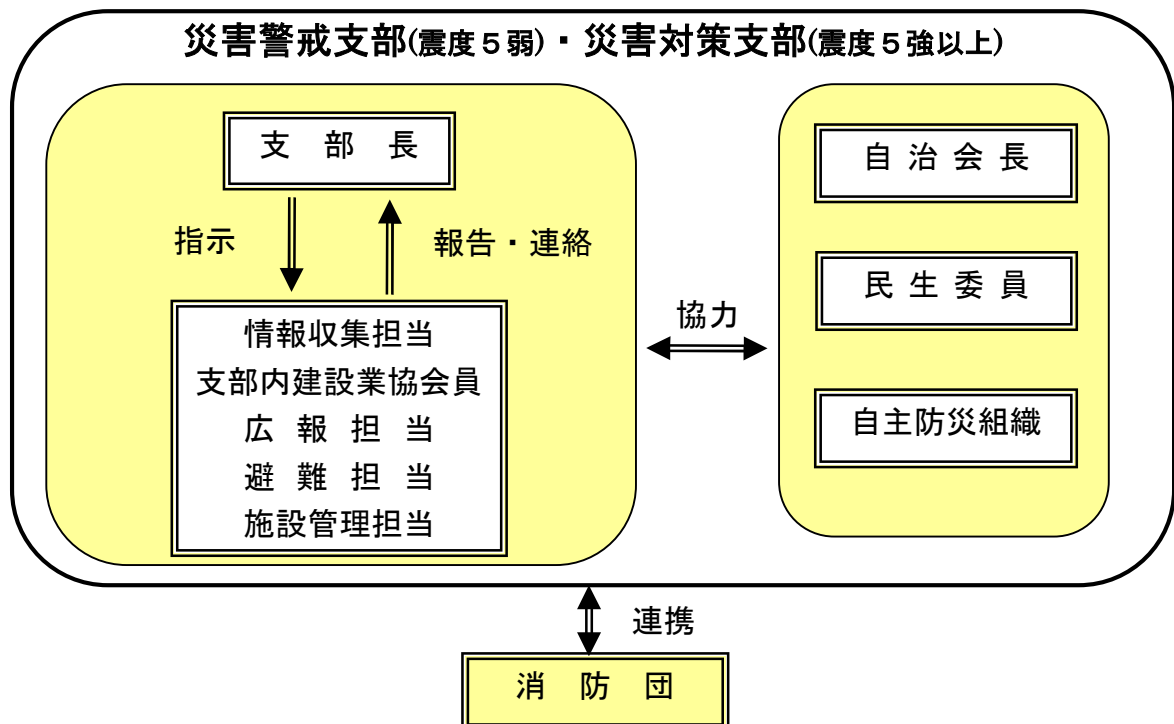 災害警戒支部(震度５弱)・災害対策支部(震度５強以上)
支 部 長
指示
報告・連絡
情報収集担当
支部内建設業協会員
広 報 担 当
避 難 担 当
施設管理担当
協力
自 治 会 長
民 生 委 員
自主防災組織
連携
消 防 団